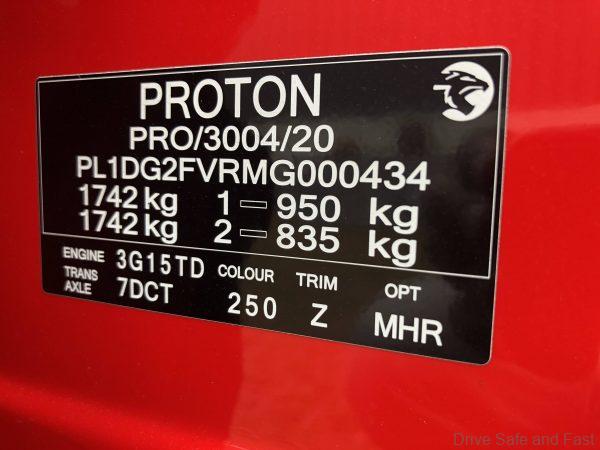 PROTON
PRO/3004/20
PL1DG2FVRMG000434
1742 kg 1 — 950 kg
1742 kg 2 — 835 kg
ENGINE 3G15TD COLOUR TRIM OPT
TRANS AXLE 7DCT 250 Z MHR
Drive Safe and Fast